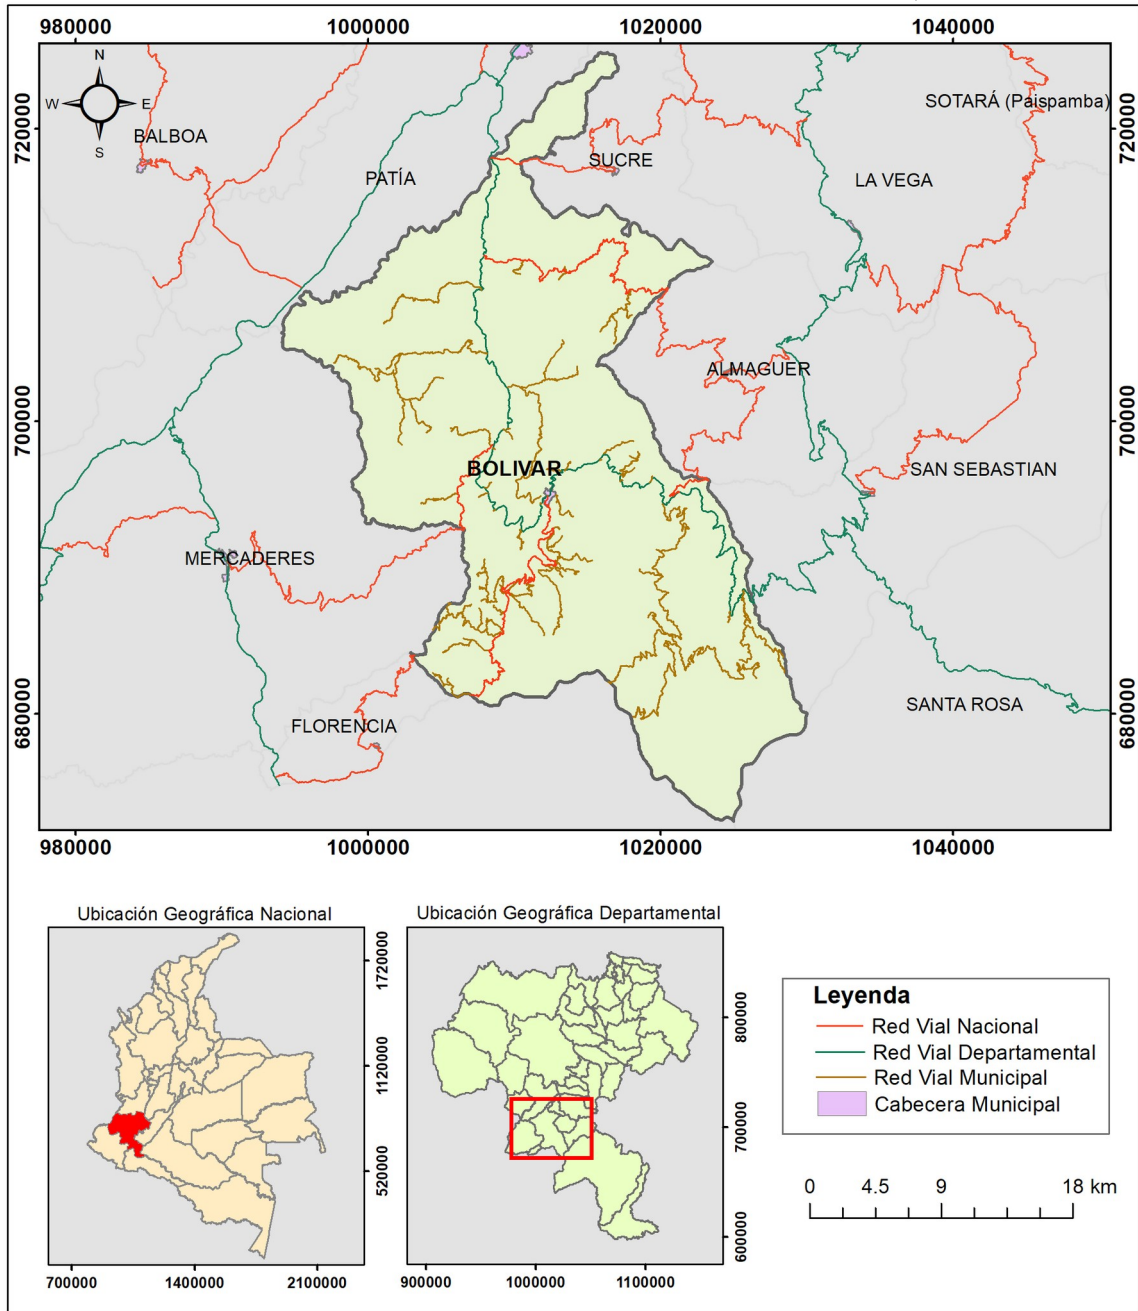 980000 1000000 1020000 1040000
N
W E
S
720000
720000
SOTARÁ (Paispamba)
BALBOA
SUCRE
PATÍA
LA VEGA
ALMAGUER
700000
700000
BOLIVAR
SAN SEBASTIAN
MERCADERES
SANTA ROSA
FLORENCIA
680000
680000
980000 1000000 1020000 1040000
Ubicación Geográfica Nacional
1720000
1120000
520000
700000 1400000 2100000
Ubicación Geográfica Departamental
800000
700000
600000
900000 1000000 1100000
Leyenda
Red Vial Nacional
Red Vial Departamental
Red Vial Municipal
Cabecera Municipal
0 4.5 9 18 km